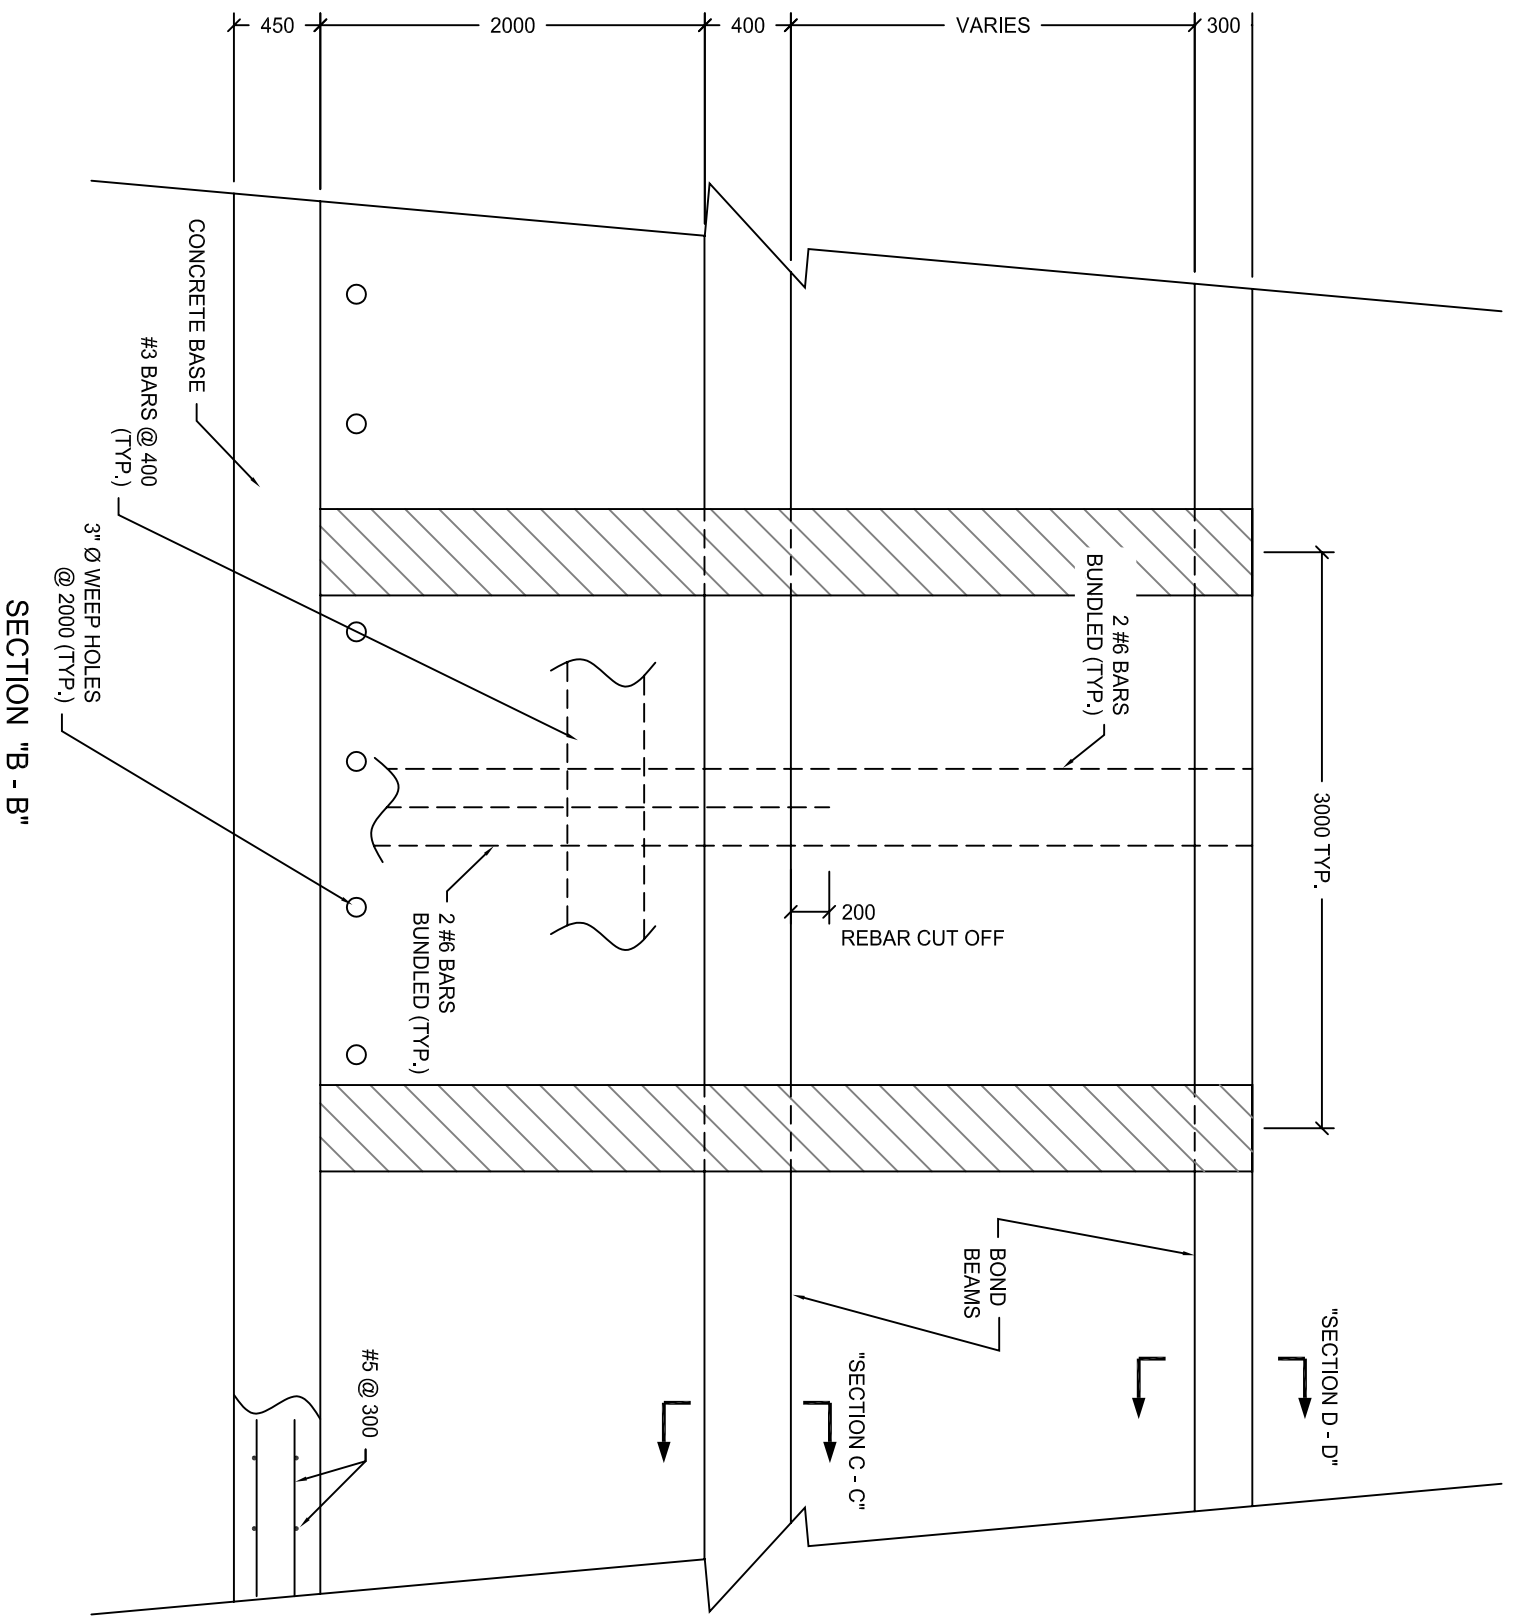 450
2000
400
VARIES
300
CONCRETE BASE
#3 BARS @ 400
(TYP.)
3" Ø WEEP HOLES
@ 2000 (TYP.)
2 #6 BARS
BUNDLED (TYP.)
3000 TYP.
200
REBAR CUT OFF
2 #6 BARS
BUNDLED (TYP.)
BOND
BEAMS
"SECTION D - D"
"SECTION C - C"
#5 @ 300
SECTION "B - B"